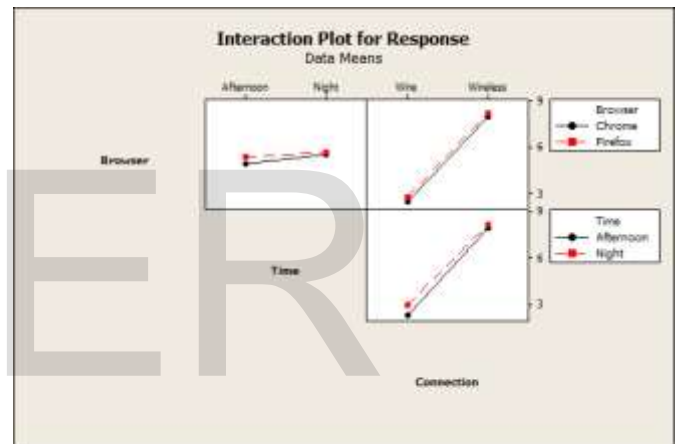 Interaction Plot for Response
Data Means
Afternoon Night Wire Wireless
Browser
9
6
3
Browser
Chrome
Firefox
Time
9
6
3
Time
Afternoon
Night
Connection
ER